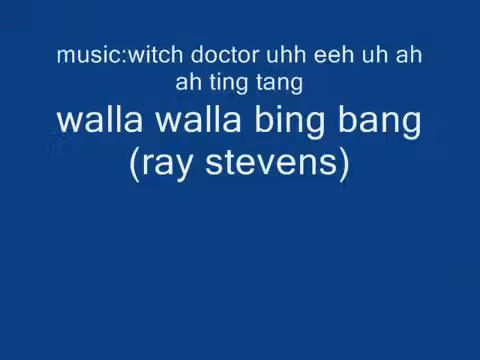 music:witch doctor uhh eeh uh ah
ah ting tang
walla walla bing bang
(ray stevens)